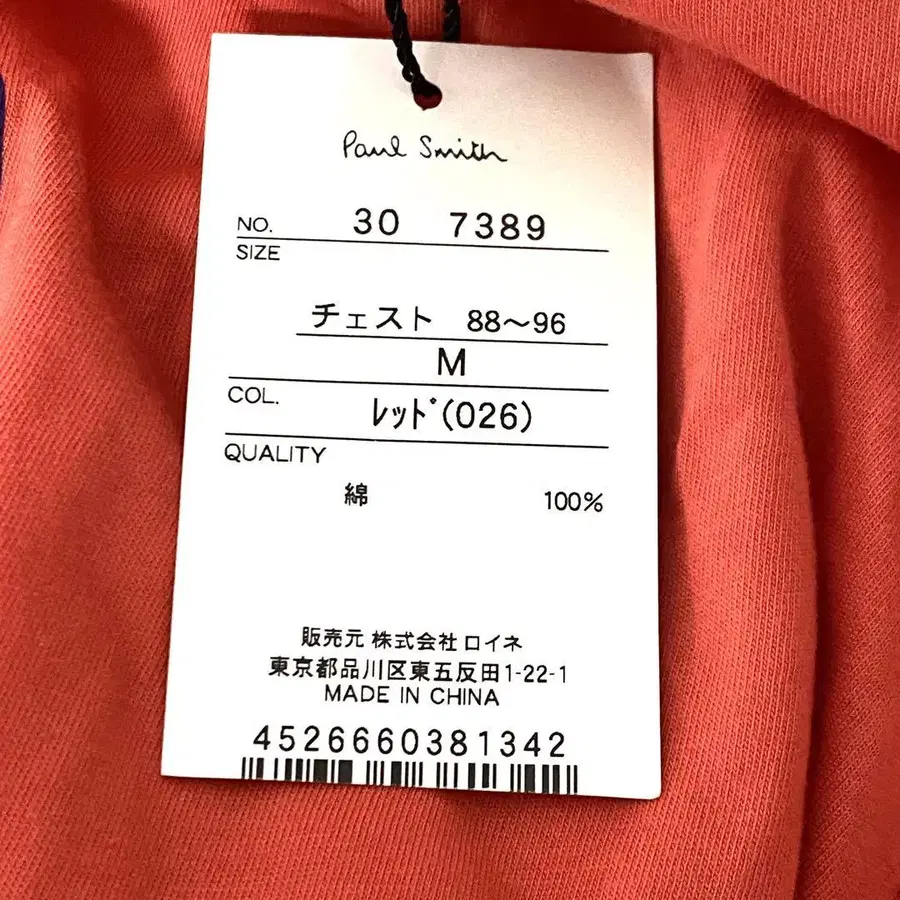 Paul Smith
NO. 30 7389
SIZE
チェスト 88〜96
M
COL. レッド(026)
QUALITY
綿 100%
販売元 株式会社 ロイネ
東京都品川区東五反田1-22-1
MADE IN CHINA
4526660381342